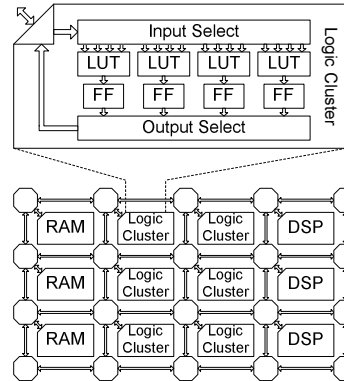 Input Select
LUT LUT LUT LUT
FF FF FF FF
Output Select
Logic Cluster
RAM Logic Cluster Logic Cluster DSP
RAM Logic Cluster Logic Cluster DSP
RAM Logic Cluster Logic Cluster DSP